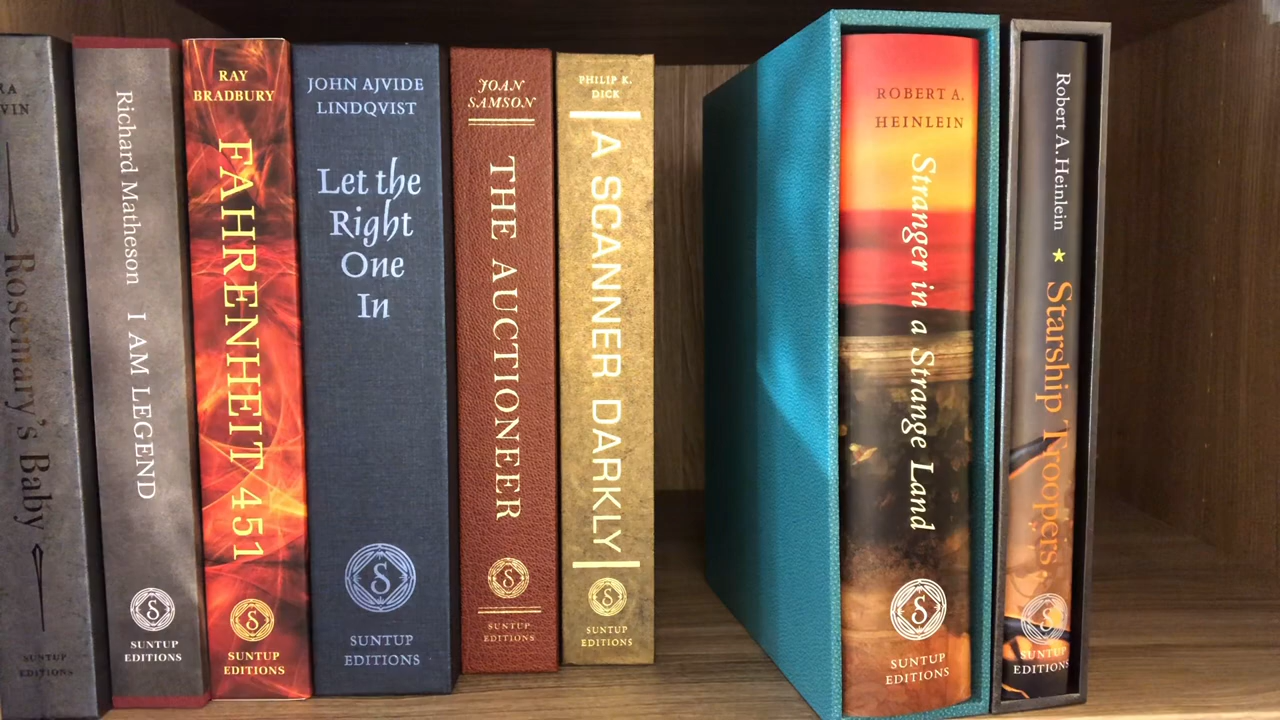 RA
VIN
Rosemary's Baby
SUNTUP
EDITIONS
Richard Matheson I AM LEGEND
S
SUNTUP
EDITIONS
RAY
BRADBURY
FAHRENHEIT 451
S
SUNTUP
EDITIONS
JOHN AJVIDE
LINDQVIST
Let the
Right
One
In
S
SUNTUP
EDITIONS
JOAN
SAMSON
THE AUCTIONEER
S
SUNTUP
EDITIONS
PHILIP K.
DICK
A SCANNER DARKLY
S
SUNTUP
EDITIONS
ROBERT A.
HEINLEIN
Stranger in a Strange Land
S
SUNTUP
EDITIONS
Robert A. Heinlein Starship Troopers
S
SUNTUP
EDITIONS